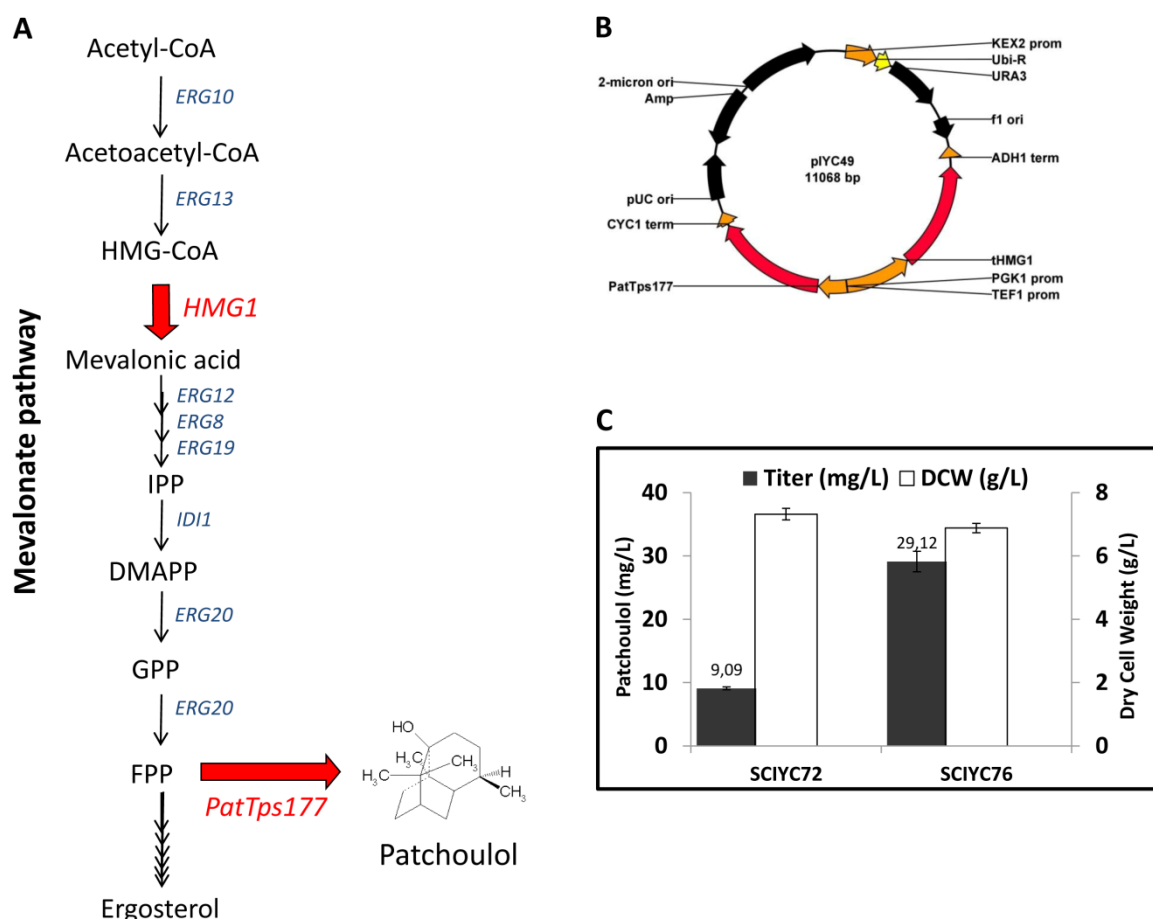 A
Mevalonate pathway
Acetyl-CoA
ERG10
Acetoacetyl-CoA
ERG13
HMG-CoA
HMG1
Mevalonic acid
ERG12
ERG8
ERG19
IPP
IDI1
DMAPP
ERG20
GPP
ERG20
FPP
PatTps177
HO
H₃C
CH₃
H₃C
H
CH₃
Patchoulol
Ergosterol
B
KEX2 prom
Ubi-R
URA3
f1 ori
ADH1 term
tHMG1
PGK1 prom
TEF1 prom
2-micron ori
Amp
pUC ori
CYC1 term
PatTps177
pIYC49
11068 bp
C
Titer (mg/L) DCW (g/L)
Patchoulol (mg/L)
40
30
20
10
0
9,09
29,12
8
6
4
2
0
Dry Cell Weight (g/L)
SCIYC72 SCIYC76